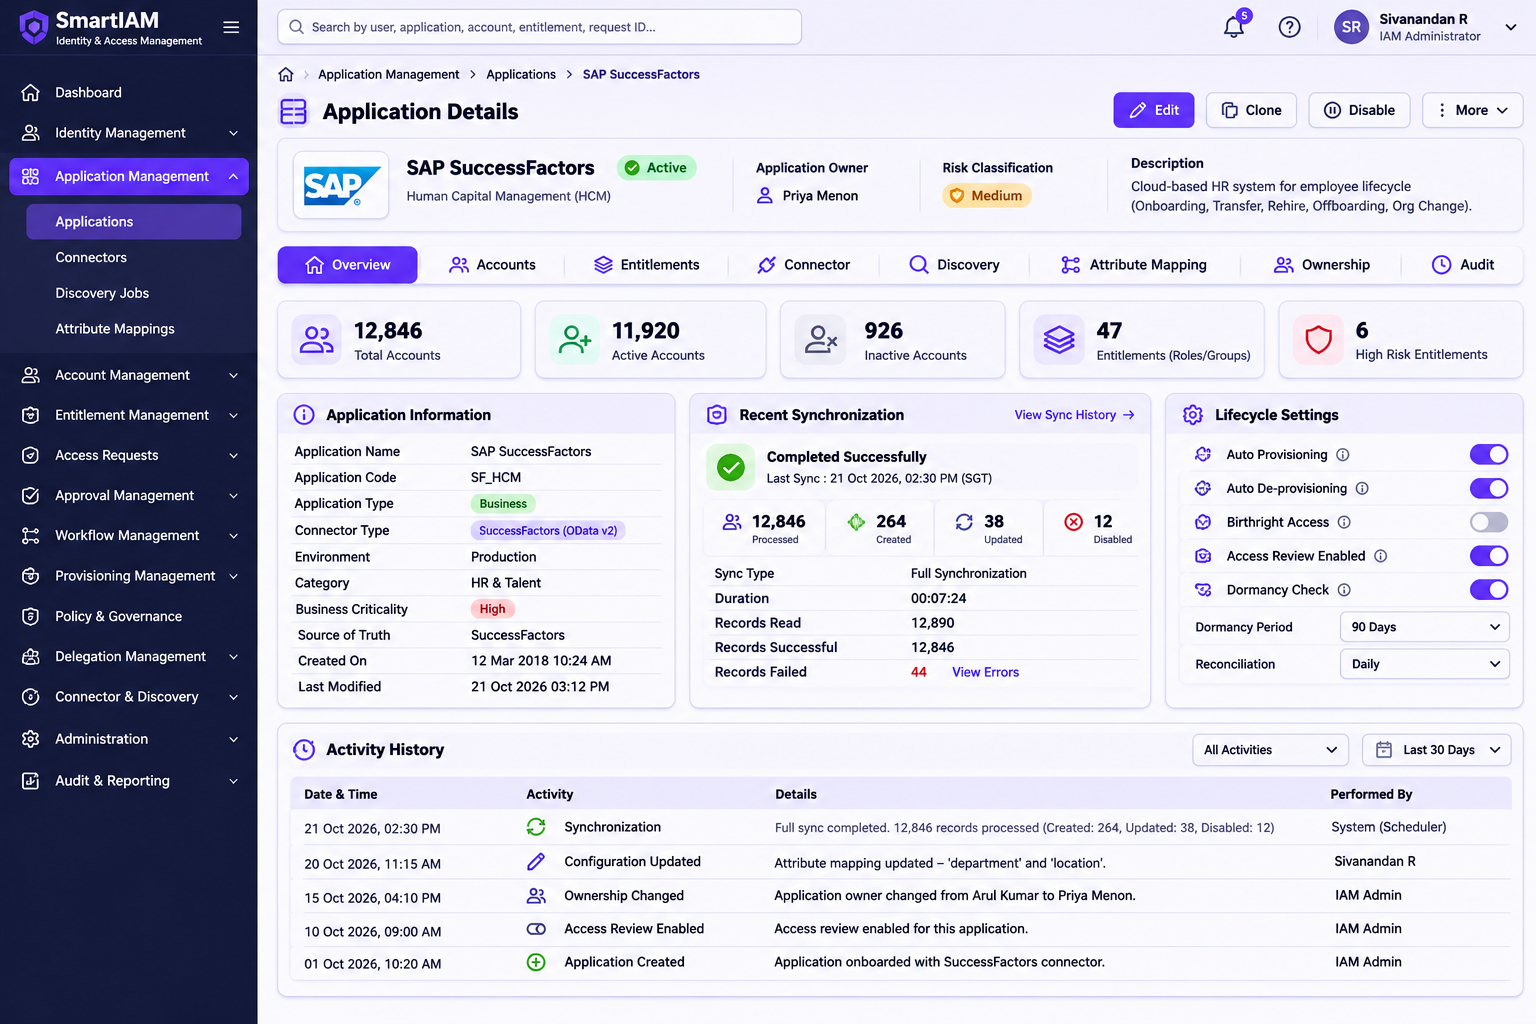 SmartIAM
Identity & Access Management
Search by user, application, account, entitlement, request ID...
5
SR
Sivanandan R
IAM Administrator
Dashboard
Identity Management
Application Management
Applications
Connectors
Discovery Jobs
Attribute Mappings
Account Management
Entitlement Management
Access Requests
Approval Management
Workflow Management
Provisioning Management
Policy & Governance
Delegation Management
Connector & Discovery
Administration
Audit & Reporting
Application Management > Applications > SAP SuccessFactors
Application Details
Edit
Clone
Disable
More
SAP
SAP SuccessFactors
Active
Human Capital Management (HCM)
Application Owner
Priya Menon
Risk Classification
Medium
Description
Cloud-based HR system for employee lifecycle
(Onboarding, Transfer, Rehire, Offboarding, Org Change).
Overview
Accounts
Entitlements
Connector
Discovery
Attribute Mapping
Ownership
Audit
12,846
Total Accounts
11,920
Active Accounts
926
Inactive Accounts
47
Entitlements (Roles/Groups)
6
High Risk Entitlements
Application Information
Application Name SAP SuccessFactors
Application Code SF_HCM
Application Type Business
Connector Type SuccessFactors (OData v2)
Environment Production
Category HR & Talent
Business Criticality High
Source of Truth SuccessFactors
Created On 12 Mar 2018 10:24 AM
Last Modified 21 Oct 2026 03:12 PM
Recent Synchronization
View Sync History →
Completed Successfully
Last Sync : 21 Oct 2026, 02:30 PM (SGT)
12,846
Processed
264
Created
38
Updated
12
Disabled
Sync Type Full Synchronization
Duration 00:07:24
Records Read 12,890
Records Successful 12,846
Records Failed 44 View Errors
Lifecycle Settings
Auto Provisioning
Auto De-provisioning
Birthright Access
Access Review Enabled
Dormancy Check
Dormancy Period 90 Days
Reconciliation Daily
Activity History
All Activities
Last 30 Days
Date & Time Activity Details Performed By
21 Oct 2026, 02:30 PM Synchronization Full sync completed. 12,846 records processed (Created: 264, Updated: 38, Disabled: 12) System (Scheduler)
20 Oct 2026, 11:15 AM Configuration Updated Attribute mapping updated – 'department' and 'location'. Sivanandan R
15 Oct 2026, 04:10 PM Ownership Changed Application owner changed from Arul Kumar to Priya Menon. IAM Admin
10 Oct 2026, 09:00 AM Access Review Enabled Access review enabled for this application. IAM Admin
01 Oct 2026, 10:20 AM Application Created Application onboarded with SuccessFactors connector. IAM Admin